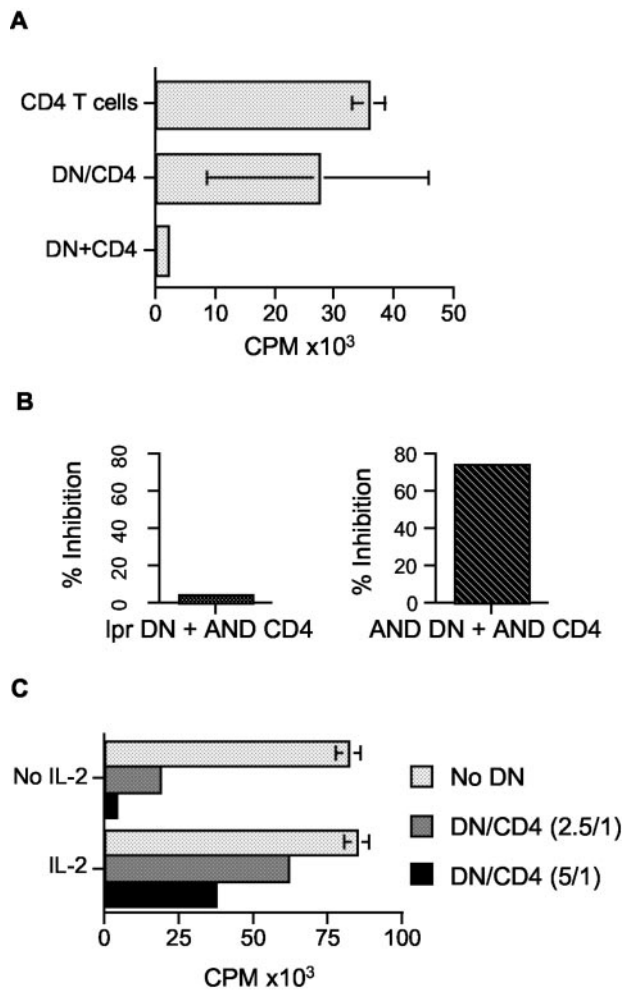 A
CD4 T cells
DN/CD4
DN+CD4
0 10 20 30 40 50
CPM x10³
B
% Inhibition
80
60
40
20
0
lpr DN + AND CD4
% Inhibition
80
60
40
20
0
AND DN + AND CD4
C
No IL-2
IL-2
0 25 50 75 100
CPM x10³
No DN
DN/CD4 (2.5/1)
DN/CD4 (5/1)